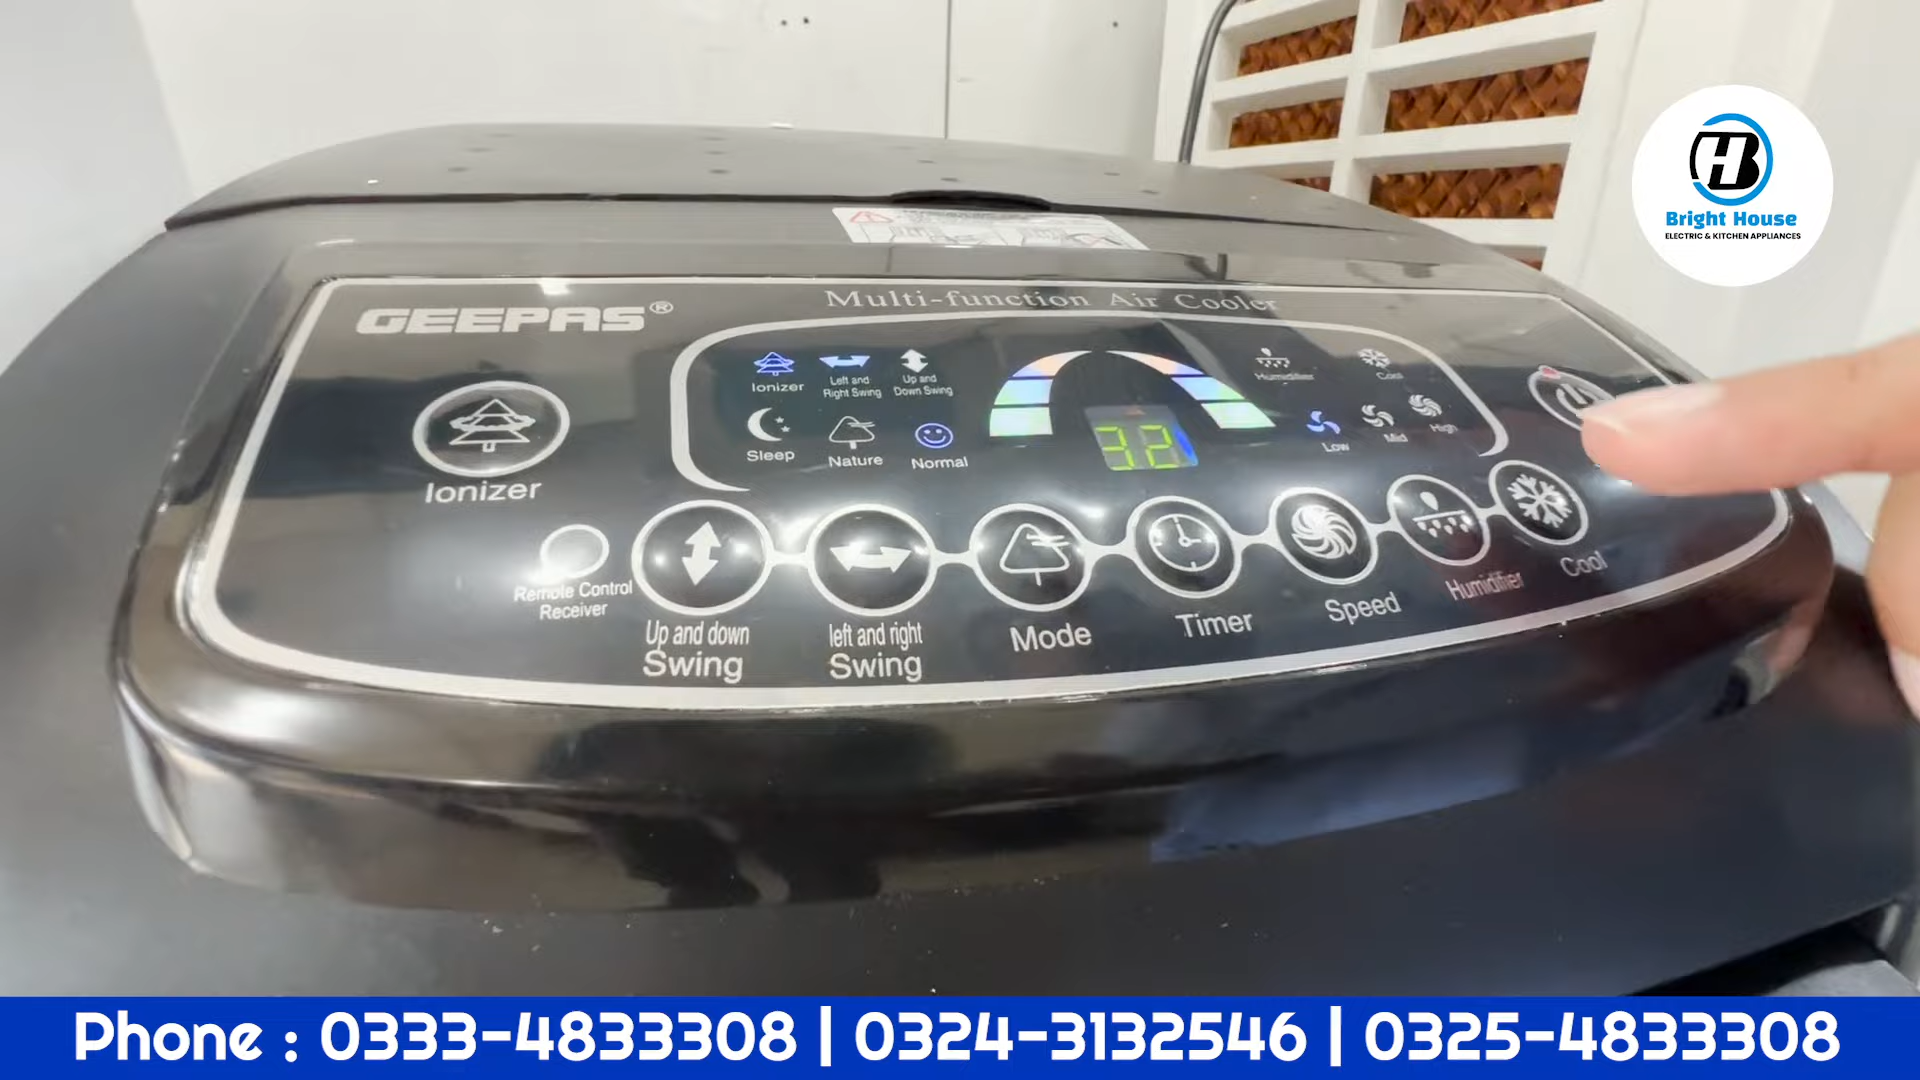 HB
Bright House
ELECTRIC & KITCHEN APPLIANCES
GEEPAS®
Multi-function Air Cooler
Ionizer
Left and
Right Swing
Up and
Down Swing
Humidifier
Cool
Sleep
Nature
Normal
32
Low
Mid
High
Ionizer
Remote Control
Receiver
Up and down
Swing
left and right
Swing
Mode
Timer
Speed
Humidifier
Cool
Phone : 0333-4833308 | 0324-3132546 | 0325-4833308